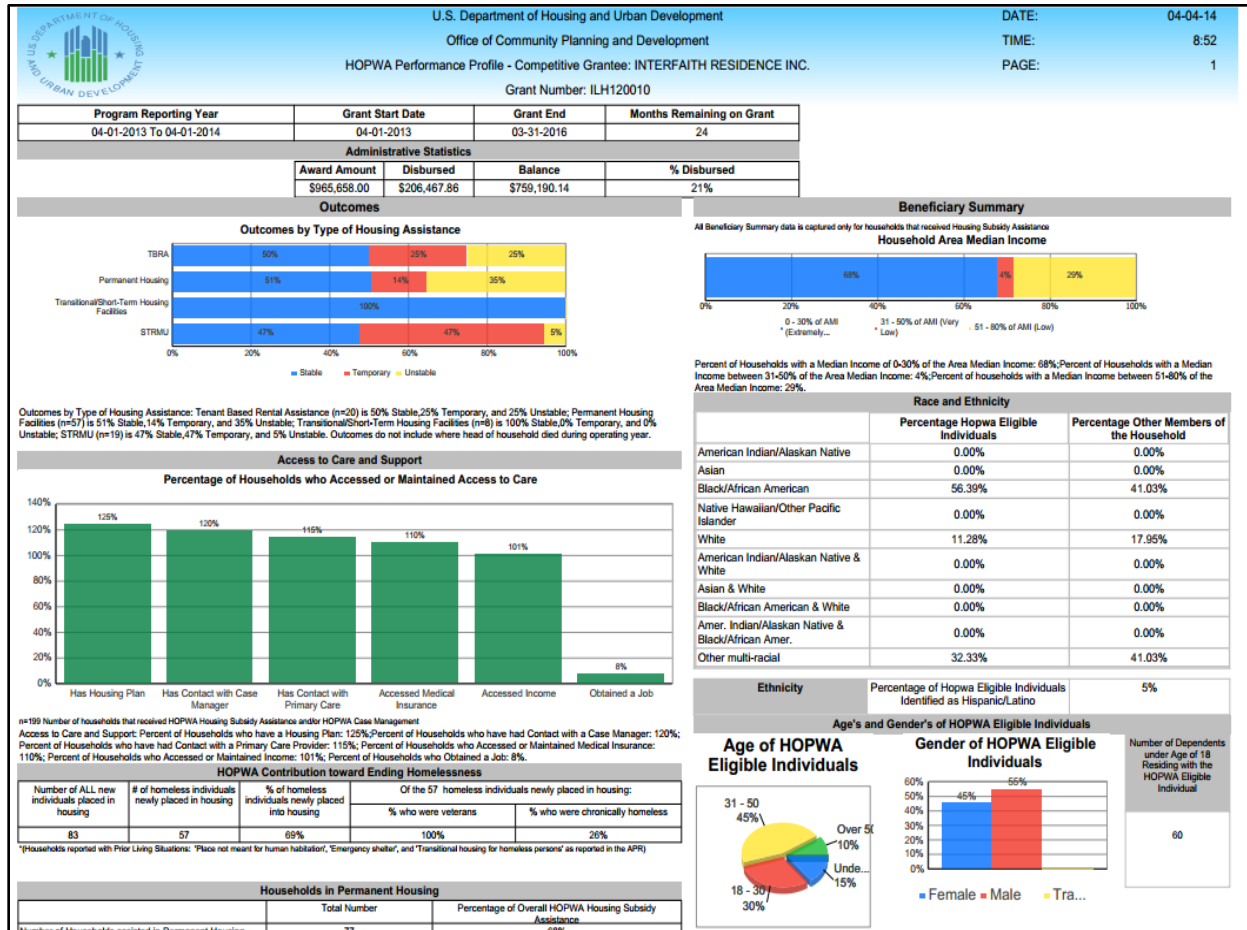 U.S. DEPARTMENT OF HOUSING AND URBAN DEVELOPMENT
U.S. Department of Housing and Urban Development
Office of Community Planning and Development
HOPWA Performance Profile - Competitive Grantee: INTERFAITH RESIDENCE INC.
Grant Number: ILH120010
DATE: 04-04-14
TIME: 8:52
PAGE: 1
Program Reporting Year Grant Start Date Grant End Months Remaining on Grant
04-01-2013 To 04-01-2014 04-01-2013 03-31-2016 24
Administrative Statistics
Award Amount Disbursed Balance % Disbursed
$965,658.00 $206,467.86 $759,190.14 21%
Outcomes
Outcomes by Type of Housing Assistance
TBRA 50% 25% 25%
Permanent Housing 51% 14% 35%
Transitional/Short-Term Housing
Facilities 100%
STRMU 47% 47% 5%
0% 20% 40% 60% 80% 100%
Stable Temporary Unstable
Outcomes by Type of Housing Assistance: Tenant Based Rental Assistance (n=20) is 50% Stable,25% Temporary, and 25% Unstable; Permanent Housing
Facilities (n=57) is 51% Stable,14% Temporary, and 35% Unstable; Transitional/Short-Term Housing Facilities (n=8) is 100% Stable,0% Temporary, and 0%
Unstable; STRMU (n=19) is 47% Stable,47% Temporary, and 5% Unstable. Outcomes do not include where head of household died during operating year.
Access to Care and Support
Percentage of Households who Accessed or Maintained Access to Care
140%
120%
100%
80%
60%
40%
20%
0%
125% 120% 115% 110% 101% 8%
Has Housing Plan Has Contact with Case Has Contact with Accessed Medical Accessed Income Obtained a Job
Manager Primary Care Insurance
n=199 Number of households that received HOPWA Housing Subsidy Assistance and/or HOPWA Case Management
Access to Care and Support: Percent of Households who have a Housing Plan: 125%;Percent of Households who have had Contact with a Case Manager: 120%;
Percent of Households who have had Contact with a Primary Care Provider: 115%; Percent of Households who Accessed or Maintained Medical Insurance:
110%; Percent of Households who Accessed or Maintained Income: 101%; Percent of Households who Obtained a Job: 8%.
HOPWA Contribution toward Ending Homelessness
Number of ALL new # of homeless individuals % of homeless Of the 57 homeless individuals newly placed in housing:
individuals placed in newly placed in housing individuals newly placed
housing into housing % who were veterans % who were chronically homeless
83 57 69% 100% 26%
*(Households reported with Prior Living Situations: 'Place not meant for human habitation', 'Emergency shelter', and 'Transitional housing for homeless persons' as reported in the APR)
Households in Permanent Housing
Total Number Percentage of Overall HOPWA Housing Subsidy
Assistance
Number of Households assisted in Permanent Housing 77 68%
Beneficiary Summary
All Beneficiary Summary data is captured only for households that received Housing Subsidy Assistance
Household Area Median Income
68% 4% 29%
0% 20% 40% 60% 80% 100%
0 - 30% of AMI 31 - 50% of AMI (Very 51 - 80% of AMI (Low)
(Extremely... Low)
Percent of Households with a Median Income of 0-30% of the Area Median Income: 68%;Percent of Households with a Median
Income between 31-50% of the Area Median Income: 4%;Percent of households with a Median Income between 51-80% of the
Area Median Income: 29%.
Race and Ethnicity
Percentage Hopwa Eligible Percentage Other Members of
Individuals the Household
American Indian/Alaskan Native 0.00% 0.00%
Asian 0.00% 0.00%
Black/African American 56.39% 41.03%
Native Hawaiian/Other Pacific
Islander 0.00% 0.00%
White 11.28% 17.95%
American Indian/Alaskan Native &
White 0.00% 0.00%
Asian & White 0.00% 0.00%
Black/African American & White 0.00% 0.00%
Amer. Indian/Alaskan Native &
Black/African Amer. 0.00% 0.00%
Other multi-racial 32.33% 41.03%
Ethnicity Percentage of Hopwa Eligible Individuals 5%
Identified as Hispanic/Latino
Age's and Gender's of HOPWA Eligible Individuals
Age of HOPWA
Eligible Individuals
31 - 50
45%
Over 50
10%
Unde...
15%
18 - 30
30%
Gender of HOPWA Eligible
Individuals
60%
50%
40%
30%
20%
10%
0%
45% 55%
Female Male Tra...
Number of Dependents
under Age of 18
Residing with the
HOPWA Eligible
Individual
60